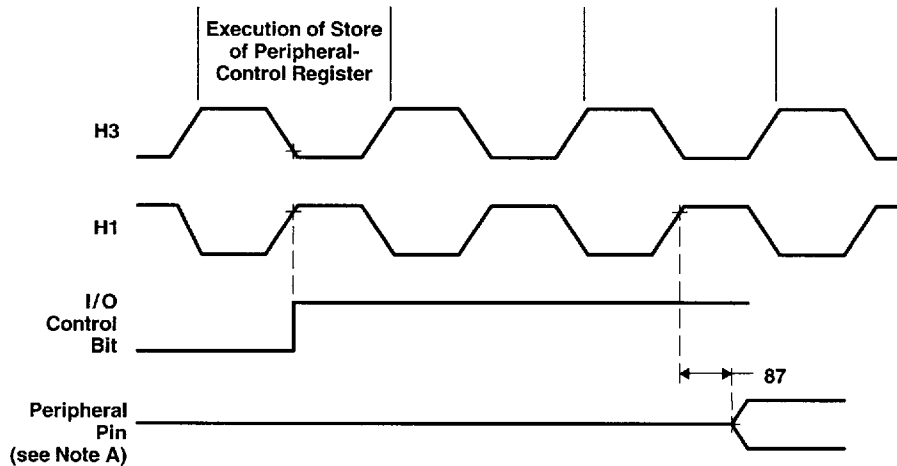 Execution of Store
of Peripheral-
Control Register
H3
H1
I/O
Control
Bit
87
Peripheral
Pin
(see Note A)